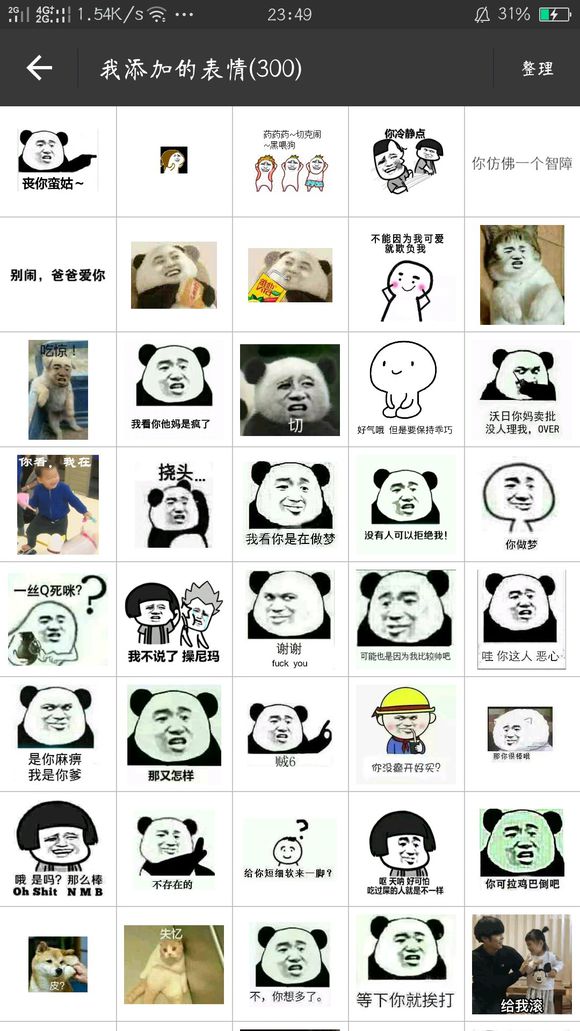 2G 4G+ 2G 1.54K/s 23:49 31%
我添加的表情(300) 整理
丧你蛮姑~
药药药~切克闹
~黑喂狗
你冷静点
你仿佛一个智障
别闹，爸爸爱你
不能因为我可爱
就欺负我
吃惊！
我看你他妈是疯了
切
好气哦 但是要保持乖巧
沃日你妈卖批
没人理我，OVER
你看，我在
挠头...
我看你是在做梦
没有人可以拒绝我！
你做梦
一丝Q死咪?
?
我不说了 操尼玛
谢谢
fuck you
可能也是因为我比较帅吧
哇 你这人 恶心
是你麻痹
我是你爹
那又怎样
贼6
你没睡开好买?
那你很棒哦
哦 是吗? 那么棒
Oh Shit N M B
不存在的
?
给你短细软来一脚?
呕 天呐 好可怕
吃过屎的人就是不一样
你可拉鸡巴倒吧
皮?
失忆
不，你想多了。
等下你就挨打
给我滚